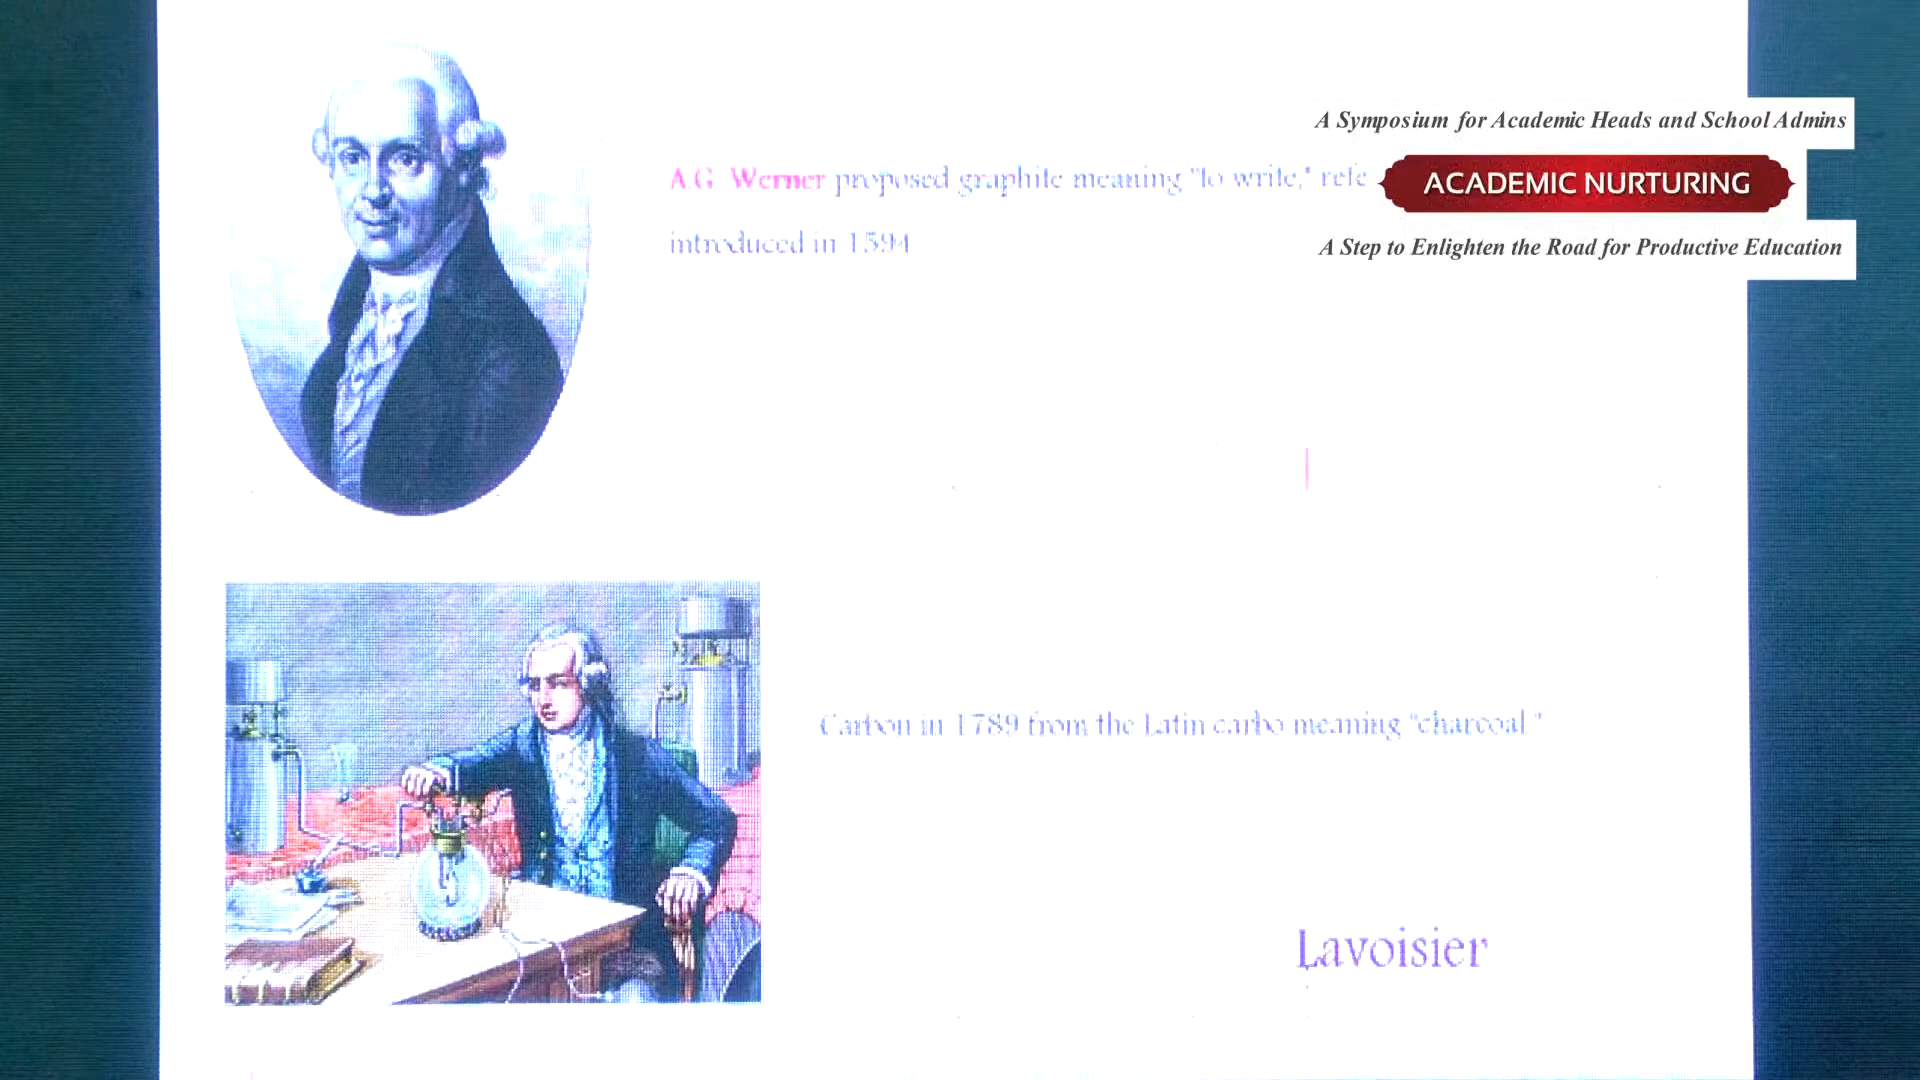 A Symposium for Academic Heads and School Admins
A.G. Werner proposed graphite meaning "to write," refe
ACADEMIC NURTURING
introduced in 1594
A Step to Enlighten the Road for Productive Education
Carbon in 1789 from the Latin carbo meaning "charcoal."
Lavoisier